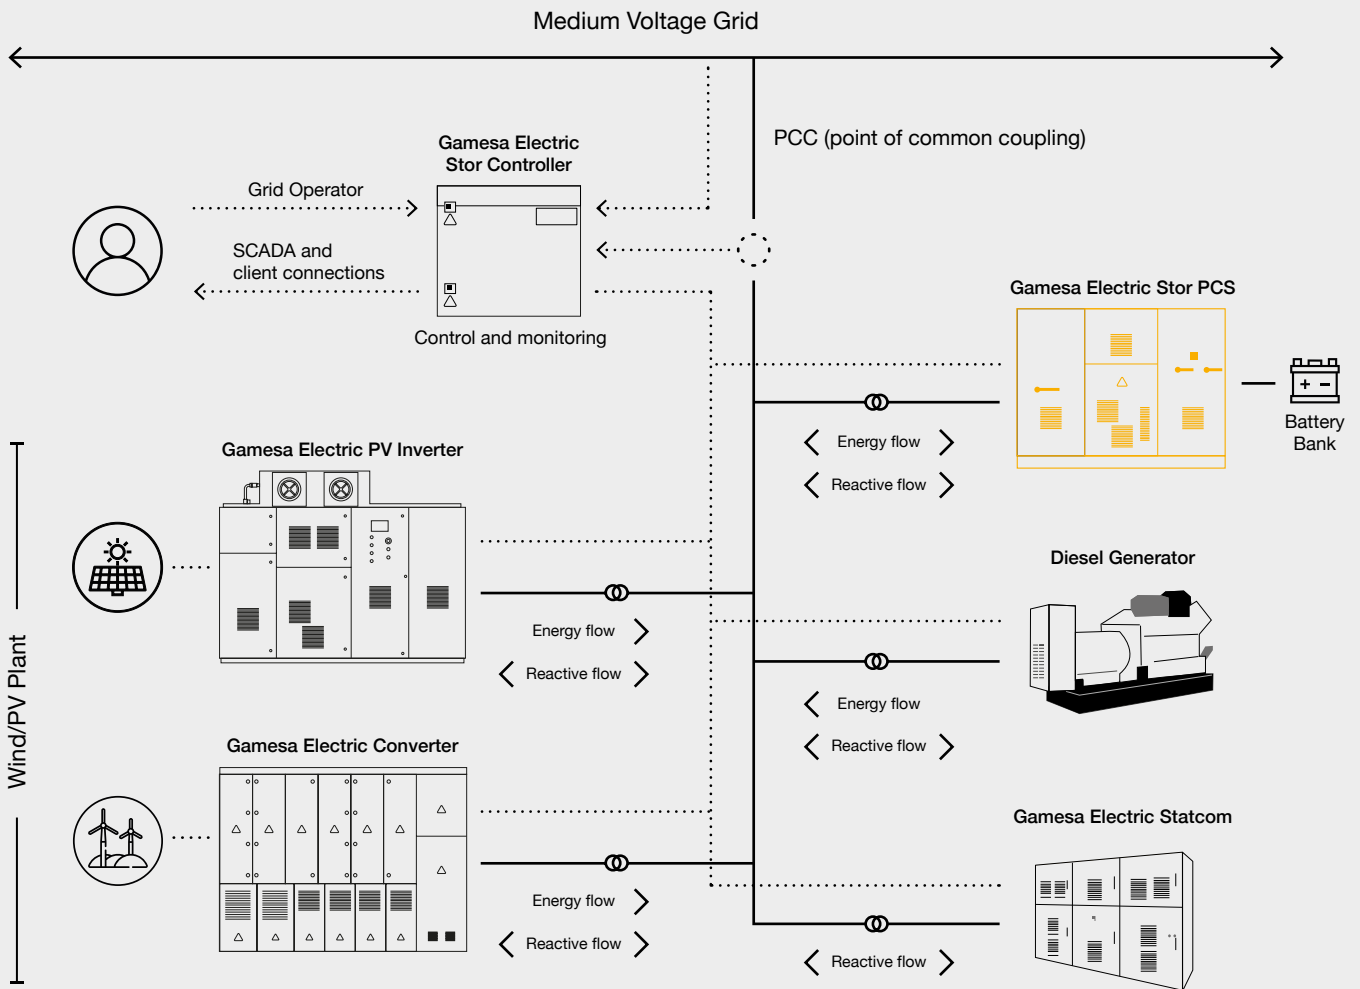 Medium Voltage Grid
PCC (point of common coupling)
Gamesa Electric
Stor Controller
Grid Operator
SCADA and
client connections
Control and monitoring
Gamesa Electric Stor PCS
Battery
Bank
Energy flow
Reactive flow
Wind/PV Plant
Gamesa Electric PV Inverter
Energy flow
Reactive flow
Diesel Generator
Energy flow
Reactive flow
Gamesa Electric Converter
Energy flow
Reactive flow
Gamesa Electric Statcom
Reactive flow